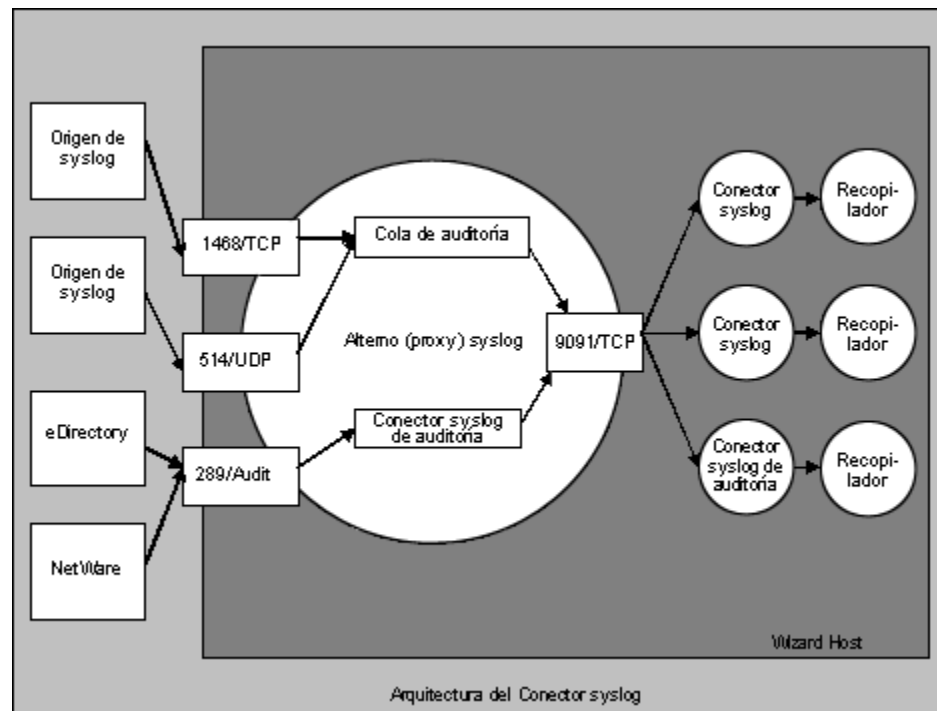 Origen de
syslog
Origen de
syslog
eDirectory
NetWare
1468/TCP
514/UDP
289/Audit
Cola de auditoría
Alterno (proxy) syslog
Conector syslog
de auditoría
9091/TCP
Conector
syslog
Recopi-
lador
Conector
syslog
Recopi-
lador
Conector
syslog de
auditoría
Recopi-
lador
Wizard Host
Arquitectura del Conector syslog